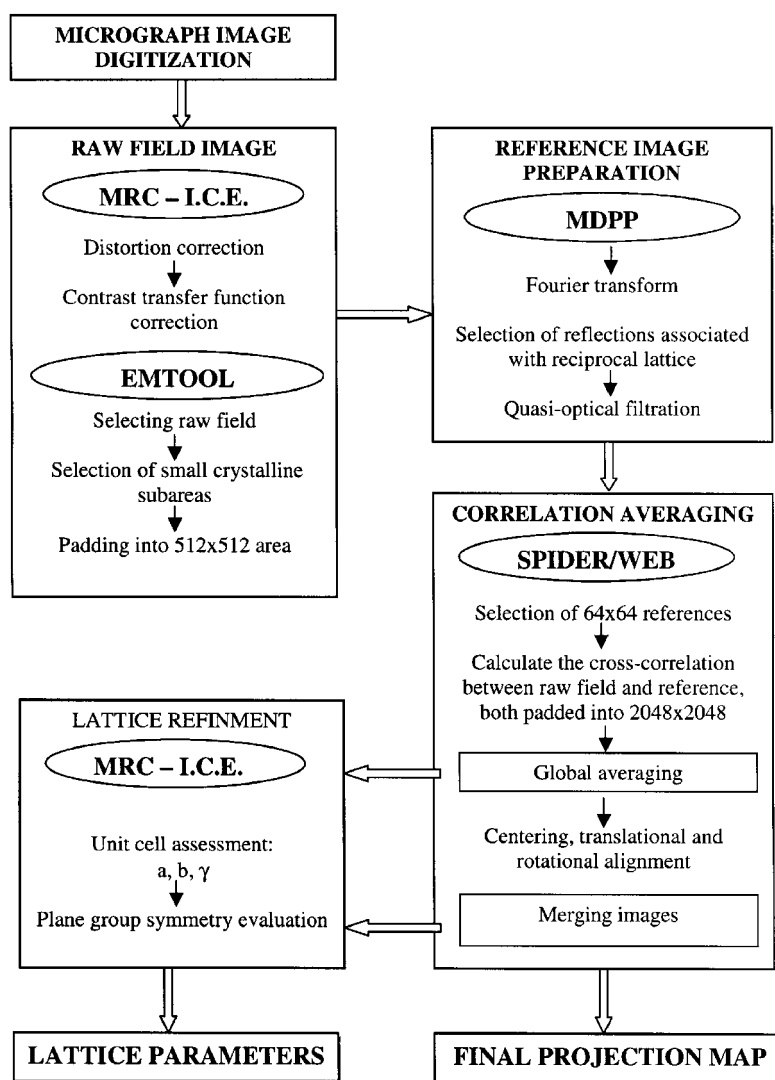 MICROGRAPH IMAGE
DIGITIZATION
RAW FIELD IMAGE
MRC – I.C.E.
Distortion correction
Contrast transfer function
correction
EMTOOL
Selecting raw field
Selection of small crystalline
subareas
Padding into 512x512 area
REFERENCE IMAGE
PREPARATION
MDPP
Fourier transform
Selection of reflections associated
with reciprocal lattice
Quasi-optical filtration
CORRELATION AVERAGING
SPIDER/WEB
Selection of 64x64 references
Calculate the cross-correlation
between raw field and reference,
both padded into 2048x2048
Global averaging
Centering, translational and
rotational alignment
Merging images
LATTICE REFINMENT
MRC – I.C.E.
Unit cell assessment:
a, b, γ
Plane group symmetry evaluation
LATTICE PARAMETERS
FINAL PROJECTION MAP